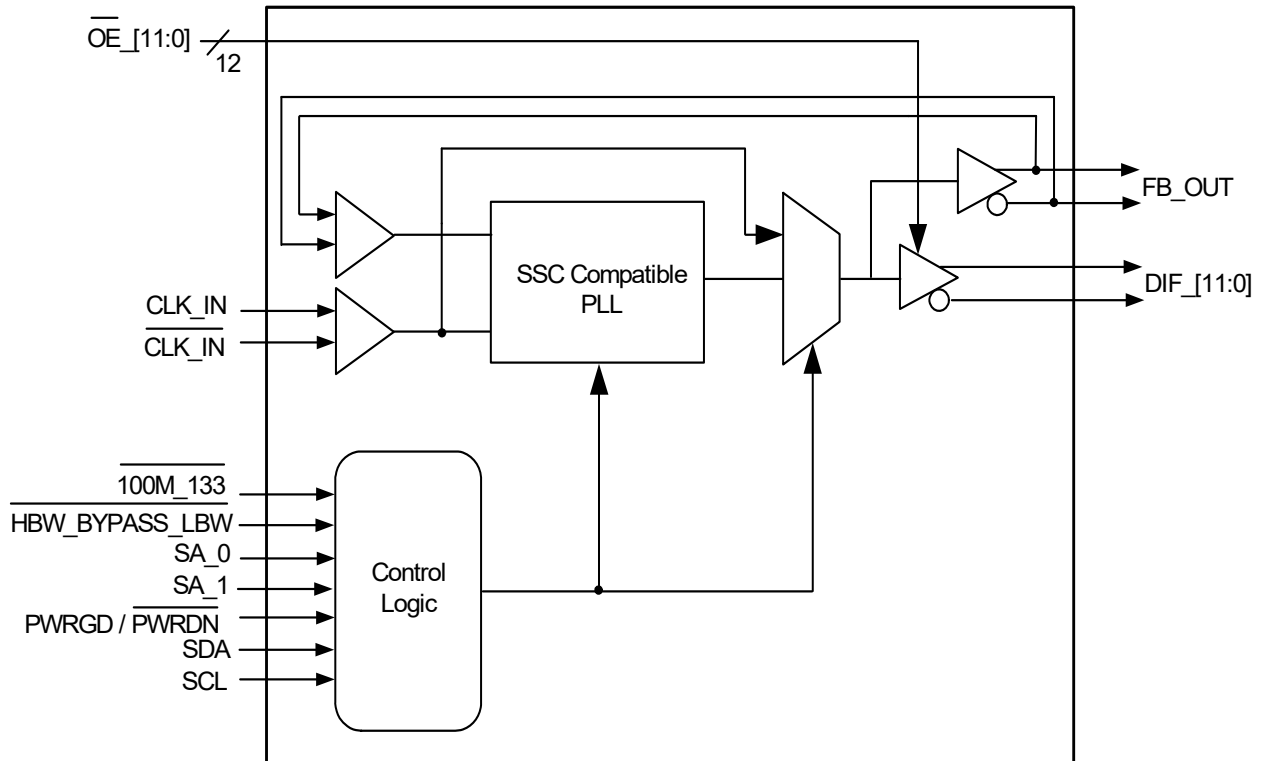 OE_[11:0]
12
FB_OUT
SSC Compatible
PLL
DIF_[11:0]
CLK_IN
CLK_IN
100M_133
HBW_BYPASS_LBW
SA_0
SA_1
PWRGD / PWRDN
SDA
SCL
Control
Logic